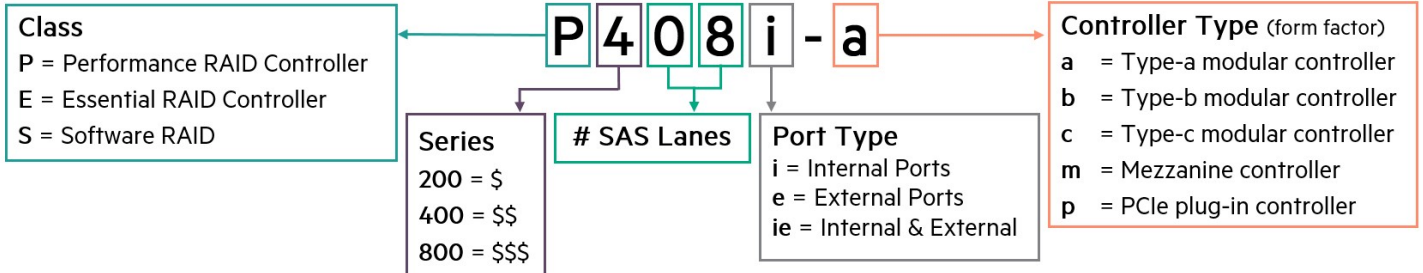 P408i-a
Class
P = Performance RAID Controller
E = Essential RAID Controller
S = Software RAID
Series
200 = $
400 = $$
800 = $$$
# SAS Lanes
Port Type
i = Internal Ports
e = External Ports
ie = Internal & External
Controller Type (form factor)
a = Type-a modular controller
b = Type-b modular controller
c = Type-c modular controller
m = Mezzanine controller
p = PCIe plug-in controller